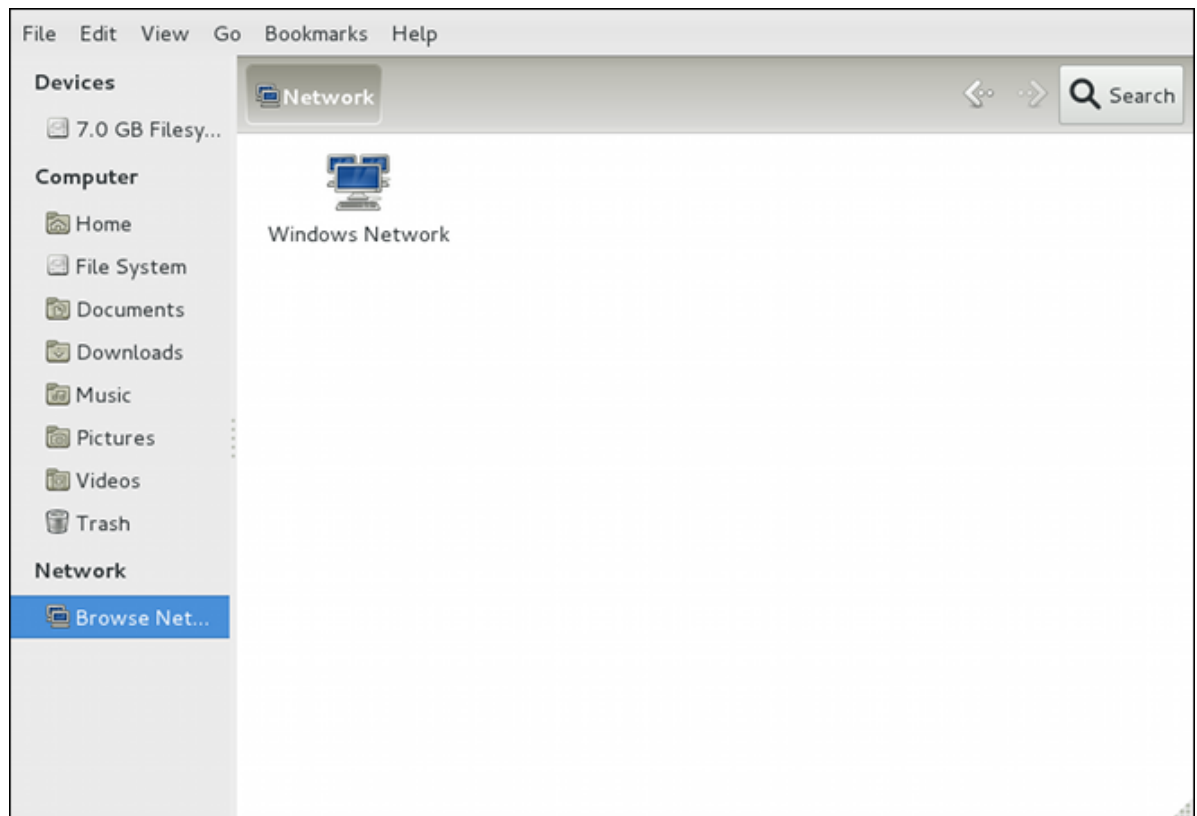 File Edit View Go Bookmarks Help
Devices
7.0 GB Filesy...
Computer
Home
File System
Documents
Downloads
Music
Pictures
Videos
Trash
Network
Browse Net...
Network
Search
Windows Network